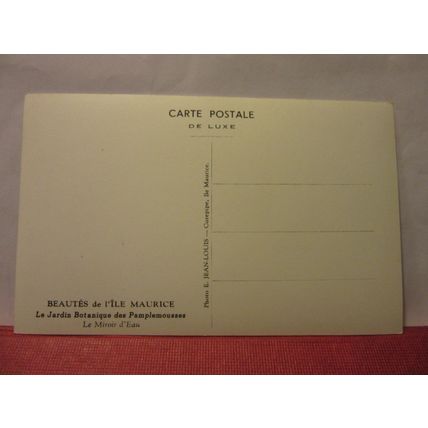 CARTE POSTALE
DE LUXE
Photo E. JEAN-LOUIS — Curepipe, Ile Maurice.
BEAUTÉS de l'ÎLE MAURICE
Le Jardin Botanique des Pamplemousses
Le Miroir d'Eau